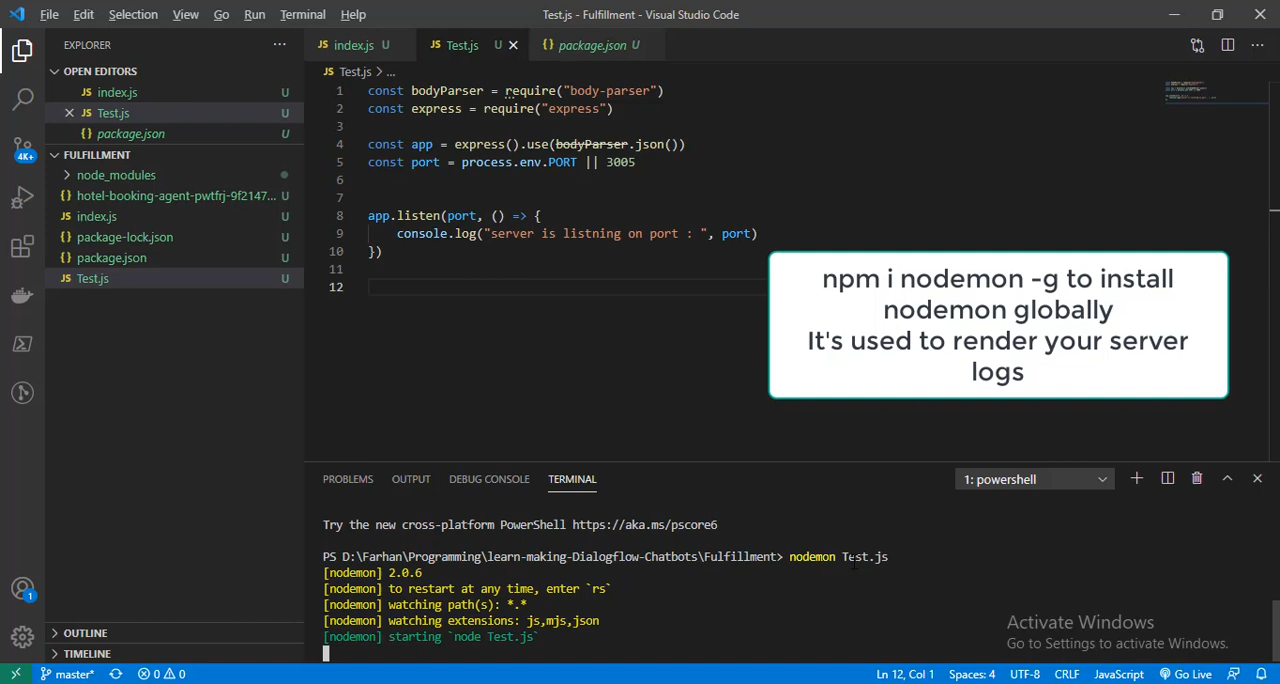 File Edit Selection View Go Run Terminal Help
Test.js - Fulfillment - Visual Studio Code
EXPLORER
OPEN EDITORS
JS index.js U
JS Test.js U
{} package.json U
FULFILLMENT
node_modules
{} hotel-booking-agent-pwtfrj-9f2147... U
JS index.js U
{} package-lock.json U
{} package.json U
JS Test.js U
OUTLINE
TIMELINE
4K+
1
JS index.js U
JS Test.js U
{} package.json U
JS Test.js > ...
1 const bodyParser = require("body-parser")
2 const express = require("express")
3
4 const app = express().use(bodyParser.json())
5 const port = process.env.PORT || 3005
6
7
8 app.listen(port, () => {
9 console.log("server is listning on port : ", port)
10 })
11
12
npm i nodemon -g to install
nodemon globally
It's used to render your server
logs
PROBLEMS OUTPUT DEBUG CONSOLE TERMINAL
1: powershell
Try the new cross-platform PowerShell https://aka.ms/pscore6
PS D:\Farhan\Programming\learn-making-Dialogflow-Chatbots\Fulfillment> nodemon Test.js
[nodemon] 2.0.6
[nodemon] to restart at any time, enter `rs`
[nodemon] watching path(s): *.*
[nodemon] watching extensions: js,mjs,json
[nodemon] starting `node Test.js`
Activate Windows
Go to Settings to activate Windows.
master* 0 0 Ln 12, Col 1 Spaces: 4 UTF-8 CRLF JavaScript Go Live